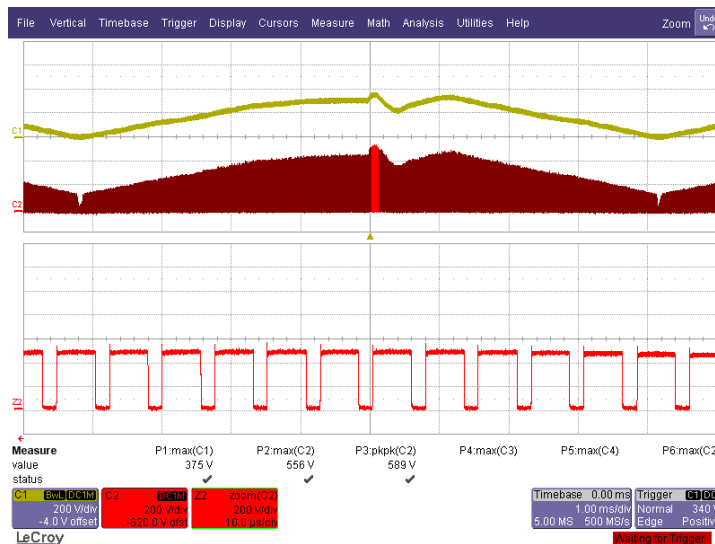 File Vertical Timebase Trigger Display Cursors Measure Math Analysis Utilities Help Zoom Undo
C1
C2
Z2
Measure P1:max(C1) P2:max(C2) P3:pkpk(C2) P4:max(C3) P5:max(C4) P6:max(C2
value 375 V 556 V 589 V
status
C1 BwL DC1M C2 DC1M Z2 zoom(C2) Timebase 0.00 ms Trigger C1 DC
200 V/div 200 V/div 200 V/div 1.00 ms/div Normal 340 V
-4.0 V offset -620.0 V ofst 10.0 µs/div 5.00 MS 500 MS/s Edge Positiv
LeCroy Waiting for Trigger